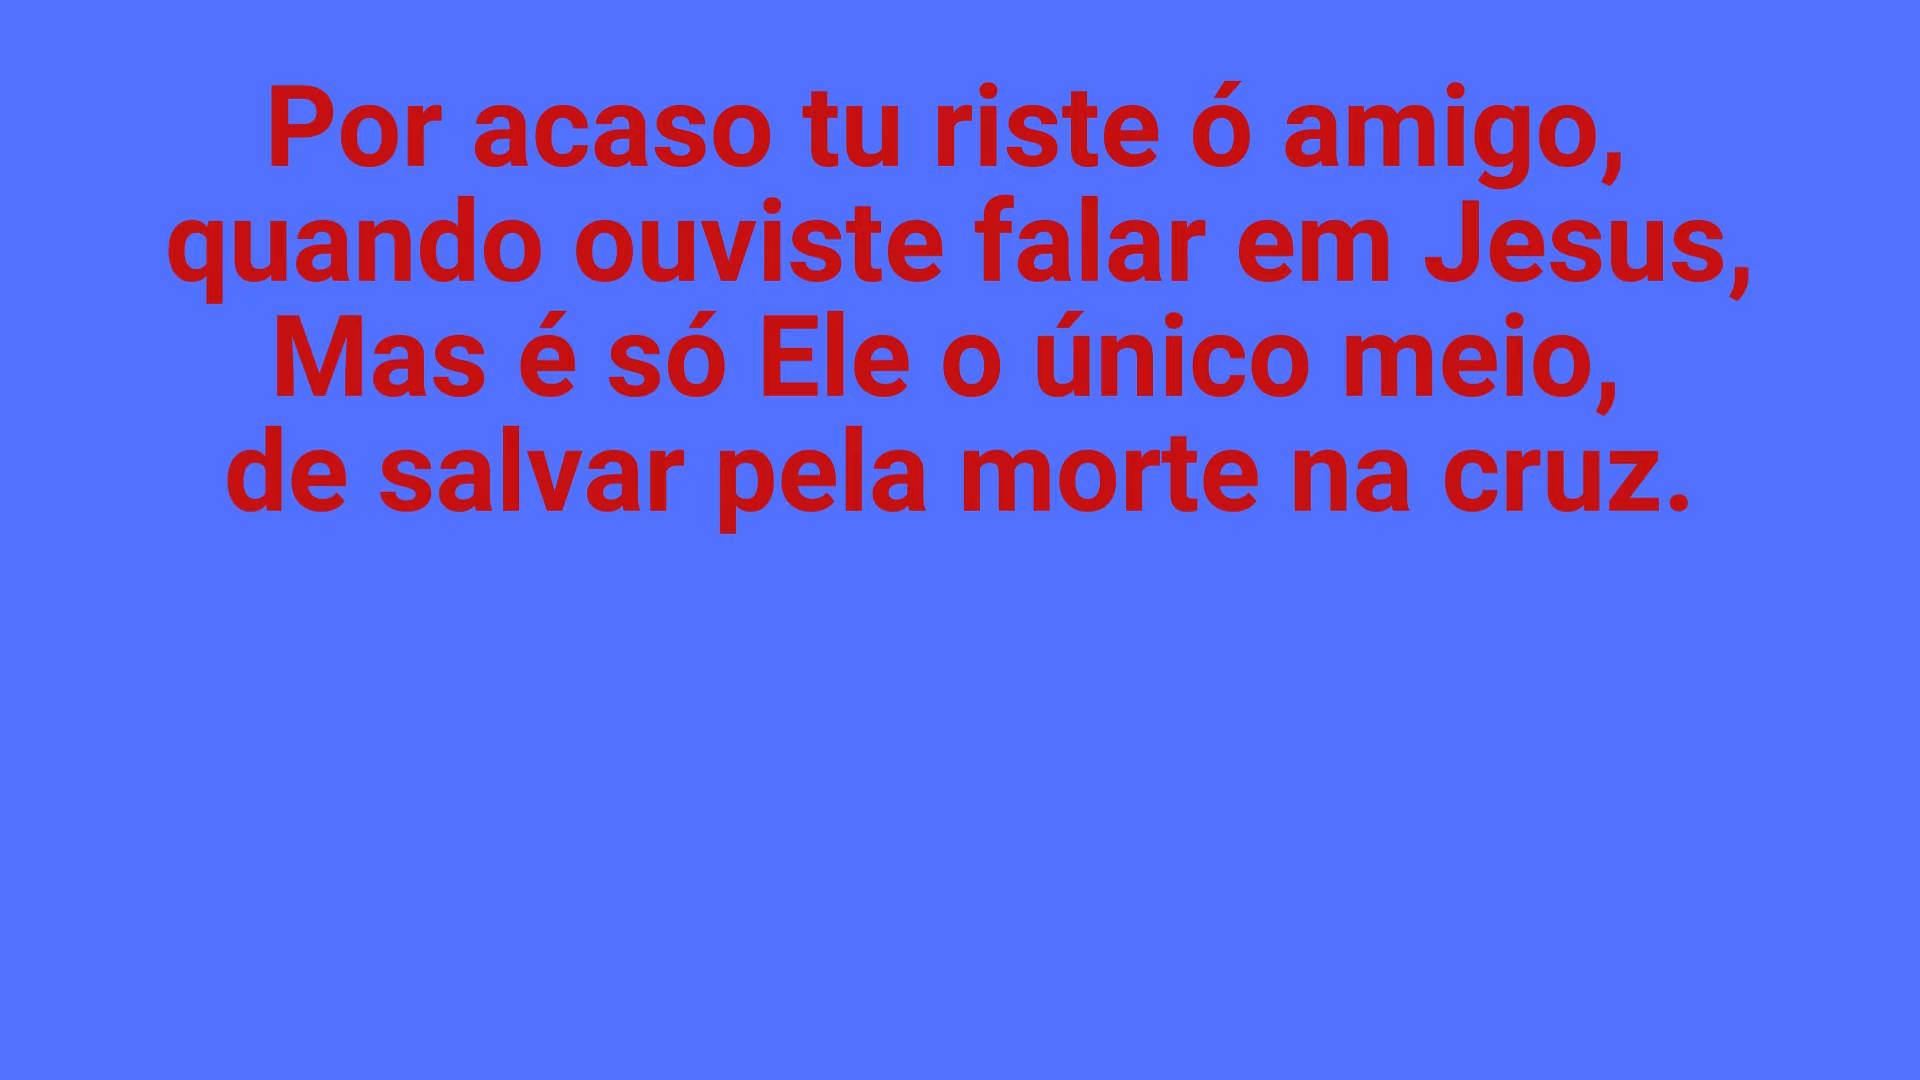 Por acaso tu riste ó amigo,
quando ouviste falar em Jesus,
Mas é só Ele o único meio,
de salvar pela morte na cruz.